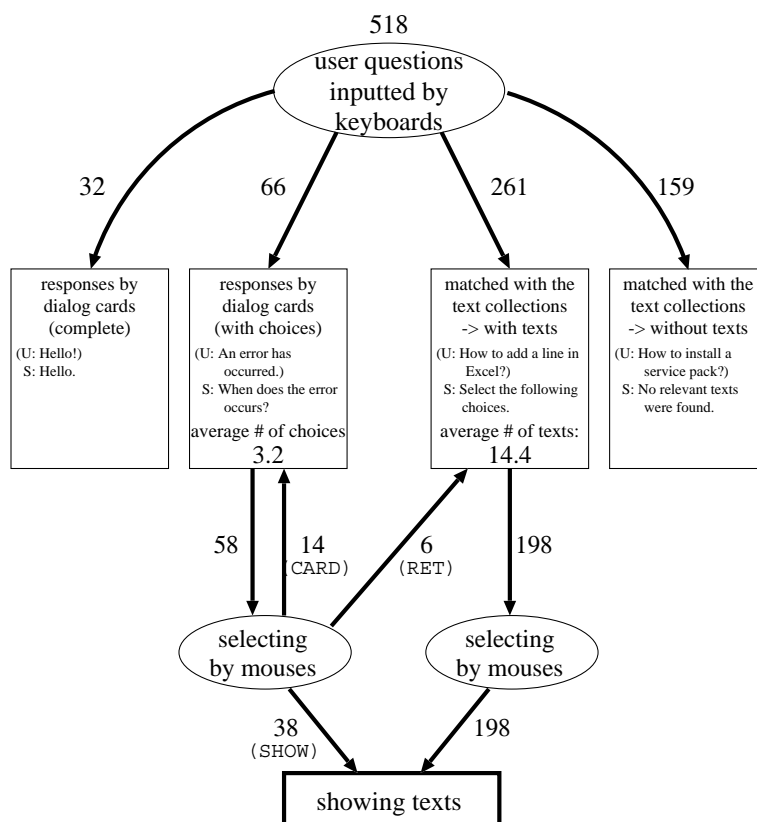 518
user questions
inputted by
keyboards
32
66
261
159
responses by
dialog cards
(complete)
(U: Hello!)
S: Hello.
responses by
dialog cards
(with choices)
(U: An error has
occurred.)
S: When does the error
occurs?
average # of choices
3.2
matched with the
text collections
-> with texts
(U: How to add a line in
Excel?)
S: Select the following
choices.
average # of texts:
14.4
matched with the
text collections
-> without texts
(U: How to install a
service pack?)
S: No relevant texts
were found.
58
14
(CARD)
6
(RET)
198
selecting
by mouses
selecting
by mouses
38
(SHOW)
198
showing texts